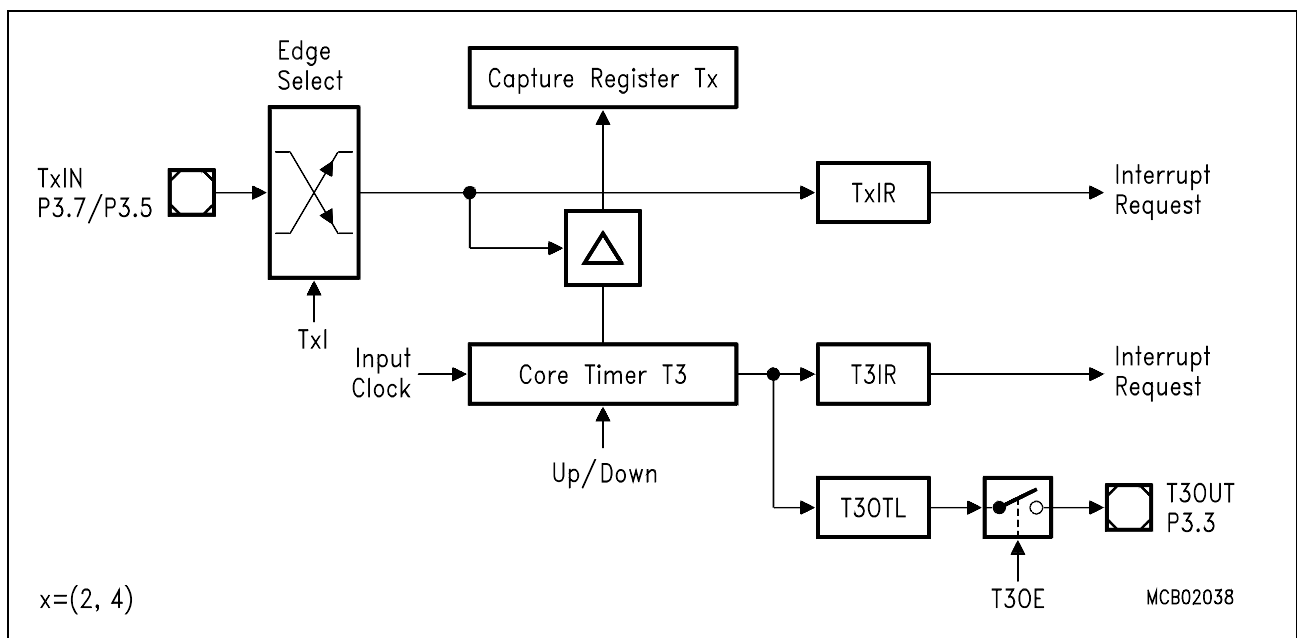 Edge
Select
Capture Register Tx
TxIN
P3.7/P3.5
TxIR
Interrupt
Request
TxI
Input
Clock
Core Timer T3
T3IR
Interrupt
Request
Up/Down
T3OTL
T3OUT
P3.3
T3OE
x=(2, 4)
MCB02038